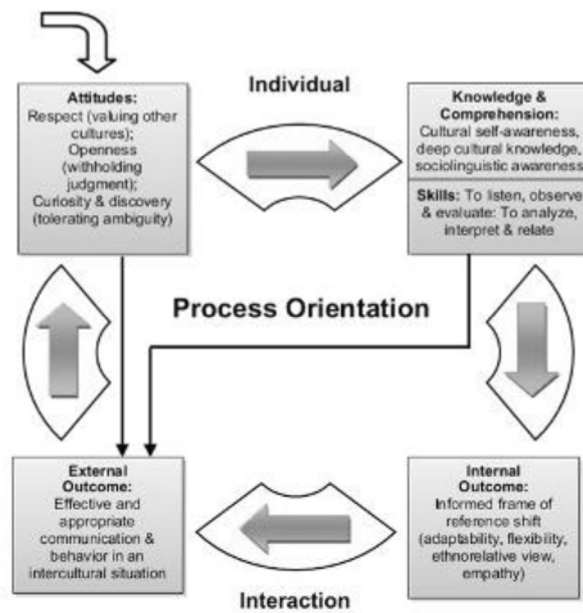 Individual
Attitudes:
Respect (valuing other
cultures);
Openness
(withholding
judgment);
Curiosity & discovery
(tolerating ambiguity)
Knowledge &
Comprehension:
Cultural self-awareness,
deep cultural knowledge,
sociolinguistic awareness
Skills: To listen, observe
& evaluate: To analyze,
interpret & relate
Process Orientation
External
Outcome:
Effective and
appropriate
communication &
behavior in an
intercultural situation
Internal
Outcome:
Informed frame of
reference shift
(adaptability, flexibility,
ethnorelative view,
empathy)
Interaction